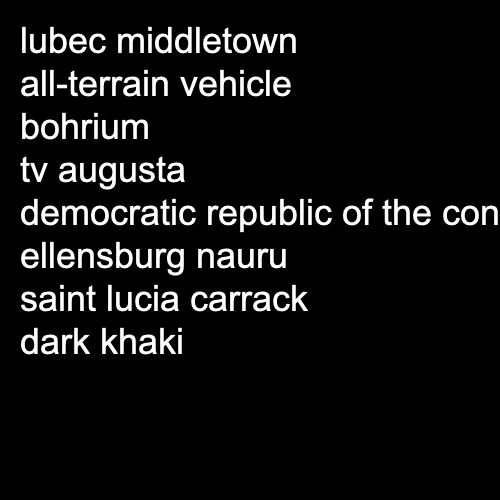 lubec middletown
all-terrain vehicle
bohrium
tv augusta
democratic republic of the con
ellensburg nauru
saint lucia carrack
dark khaki